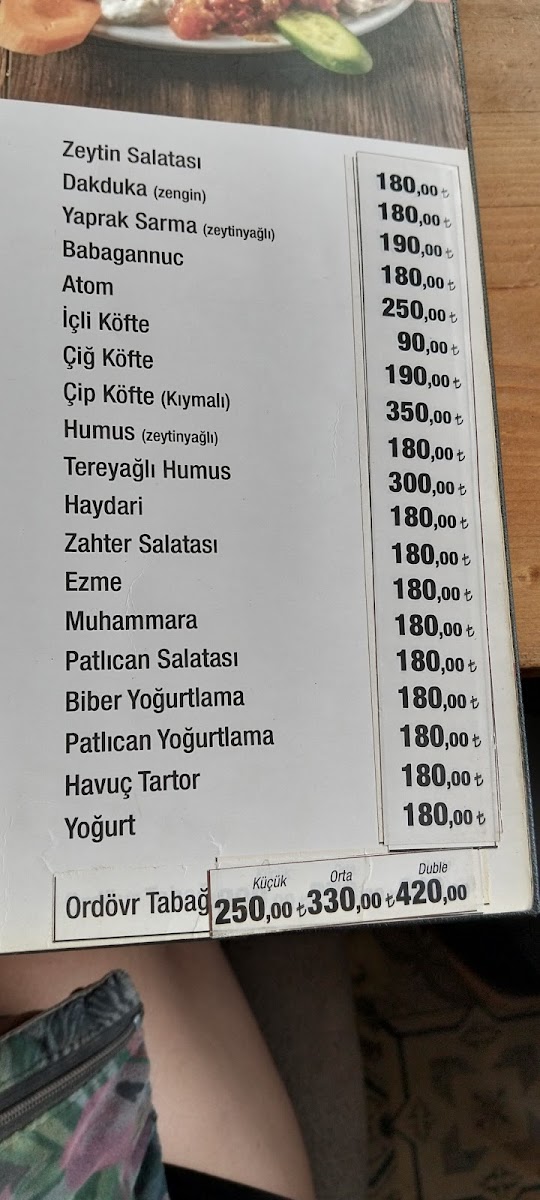 Zeytin Salatası 180,00 ₺
Dakduka (zengin) 180,00 ₺
Yaprak Sarma (zeytinyağlı) 190,00 ₺
Babagannuc 180,00 ₺
Atom 250,00 ₺
İçli Köfte 90,00 ₺
Çiğ Köfte 190,00 ₺
Çip Köfte (Kıymalı) 350,00 ₺
Humus (zeytinyağlı) 180,00 ₺
Tereyağlı Humus 300,00 ₺
Haydari 180,00 ₺
Zahter Salatası 180,00 ₺
Ezme 180,00 ₺
Muhammara 180,00 ₺
Patlıcan Salatası 180,00 ₺
Biber Yoğurtlama 180,00 ₺
Patlıcan Yoğurtlama 180,00 ₺
Havuç Tartor 180,00 ₺
Yoğurt 180,00 ₺
Küçük Orta Duble
Ordövr Tabağ 250,00 ₺ 330,00 ₺ 420,00